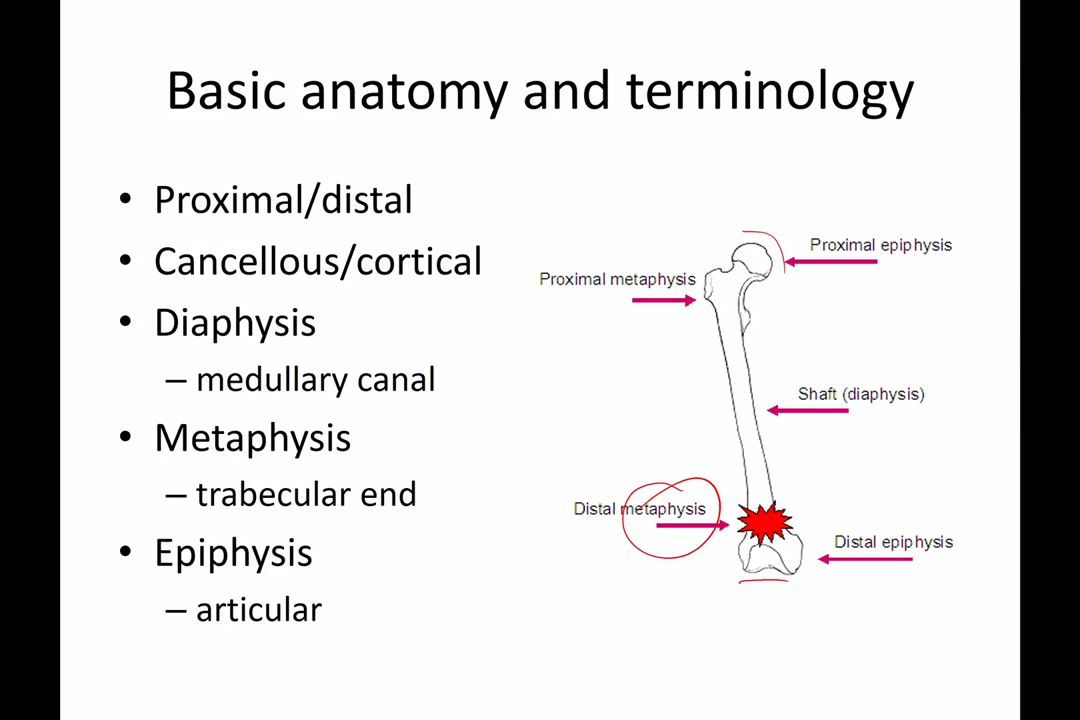 Basic anatomy and terminology
• Proximal/distal
• Cancellous/cortical
• Diaphysis
– medullary canal
• Metaphysis
– trabecular end
• Epiphysis
– articular
Proximal epiphysis
Proximal metaphysis
Shaft (diaphysis)
Distal metaphysis
Distal epiphysis